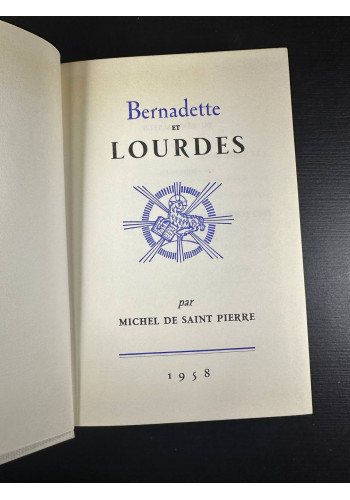 Bernadette
ET
LOURDES
par
MICHEL DE SAINT PIERRE
1958